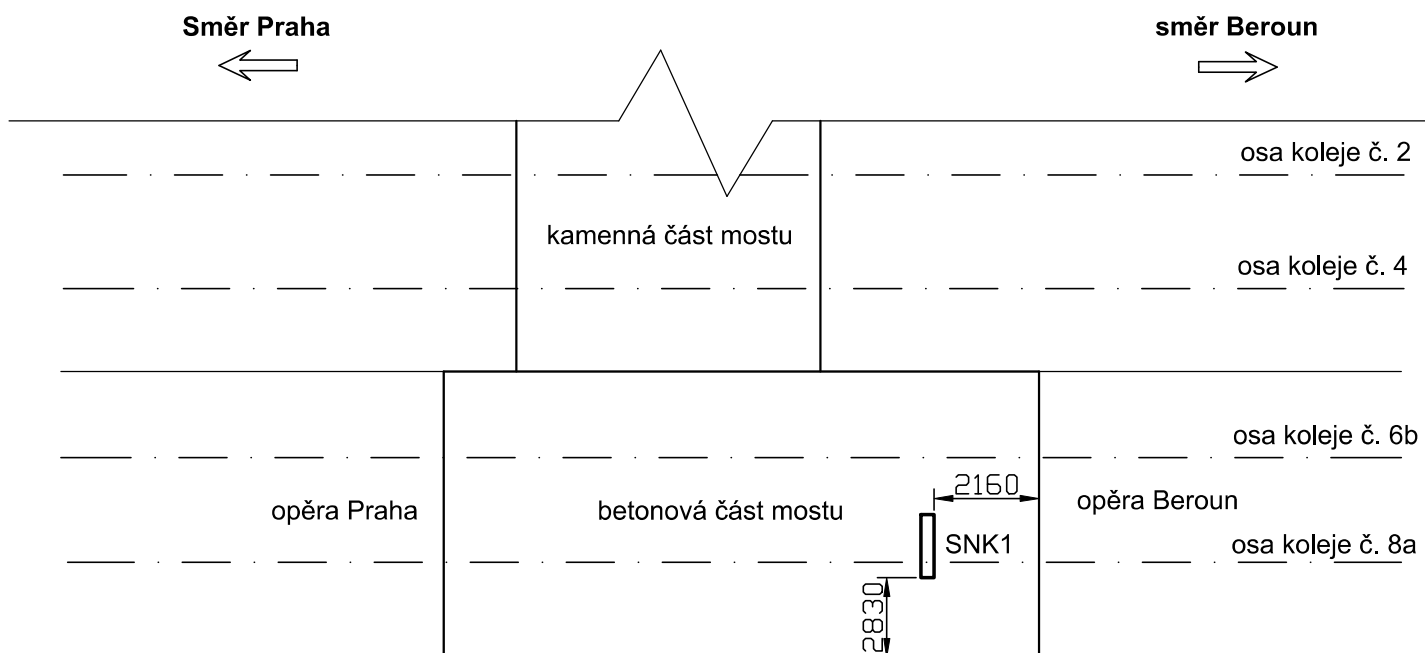 Směr Praha
směr Beroun
osa koleje č. 2
kamenná část mostu
osa koleje č. 4
osa koleje č. 6b
2160
opěra Praha
betonová část mostu
opěra Beroun
SNK1
osa koleje č. 8a
2830